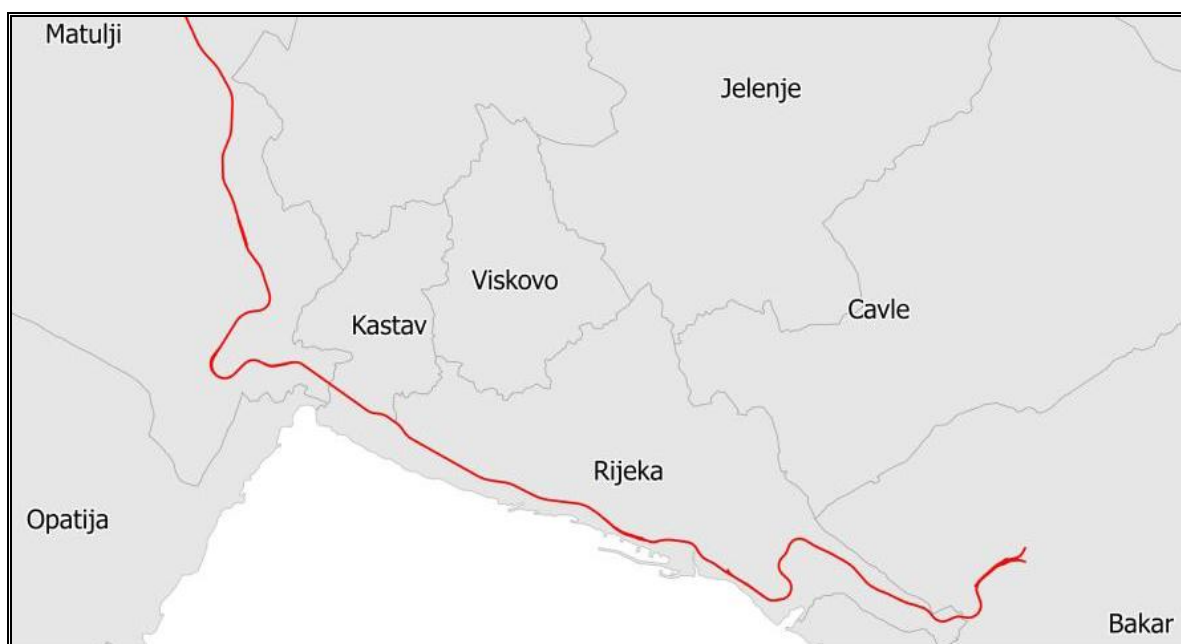 Matulji
Jelenje
Viskovo
Cavle
Kastav
Rijeka
Opatija
Bakar